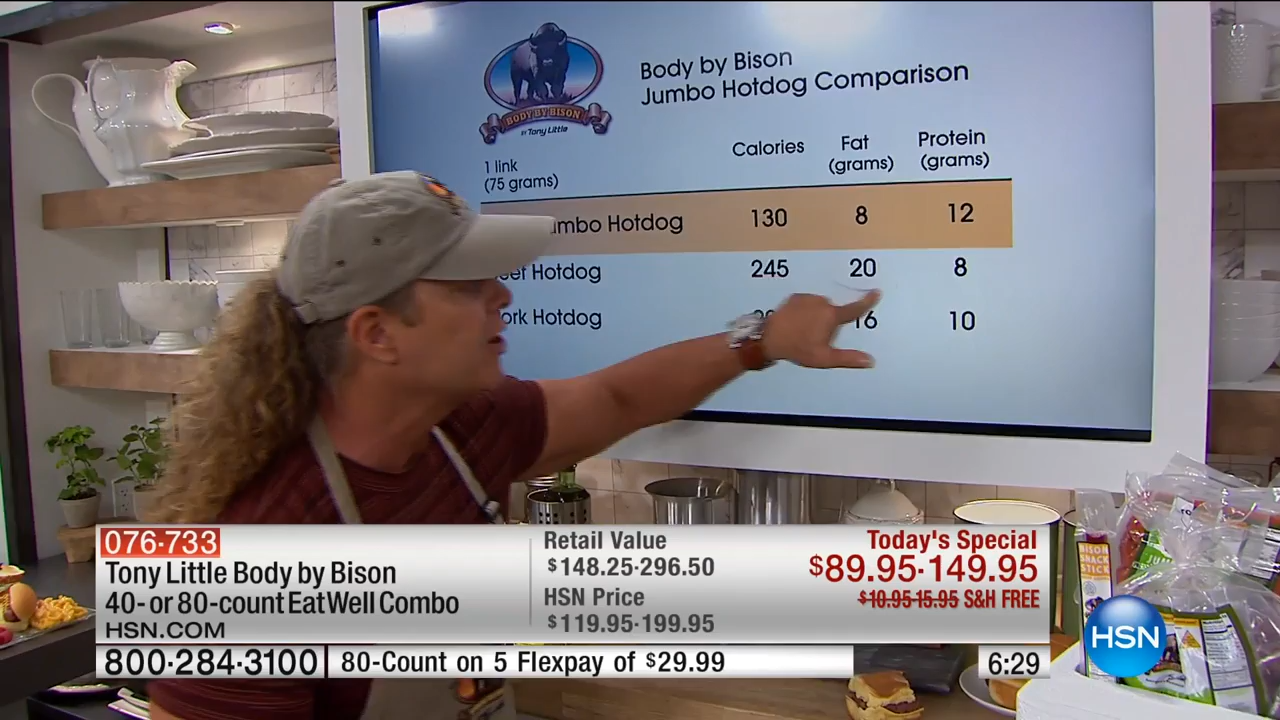 BODY BY BISON
BY Tony Little
Body by Bison
Jumbo Hotdog Comparison
1 link
(75 grams)
Calories
Fat
(grams)
Protein
(grams)
Hotdog 130 8 12
Hotdog 245 20 8
Hotdog 16 10
076-733
Tony Little Body by Bison
40- or 80-count EatWell Combo
HSN.COM
Retail Value
$148.25-296.50
HSN Price
$119.95-199.95
Today's Special
$89.95-149.95
$10.95-15.95 S&H FREE
800-284-3100 80-Count on 5 Flexpay of $29.99 6:29
HSN
BISON
SNACK
STICK